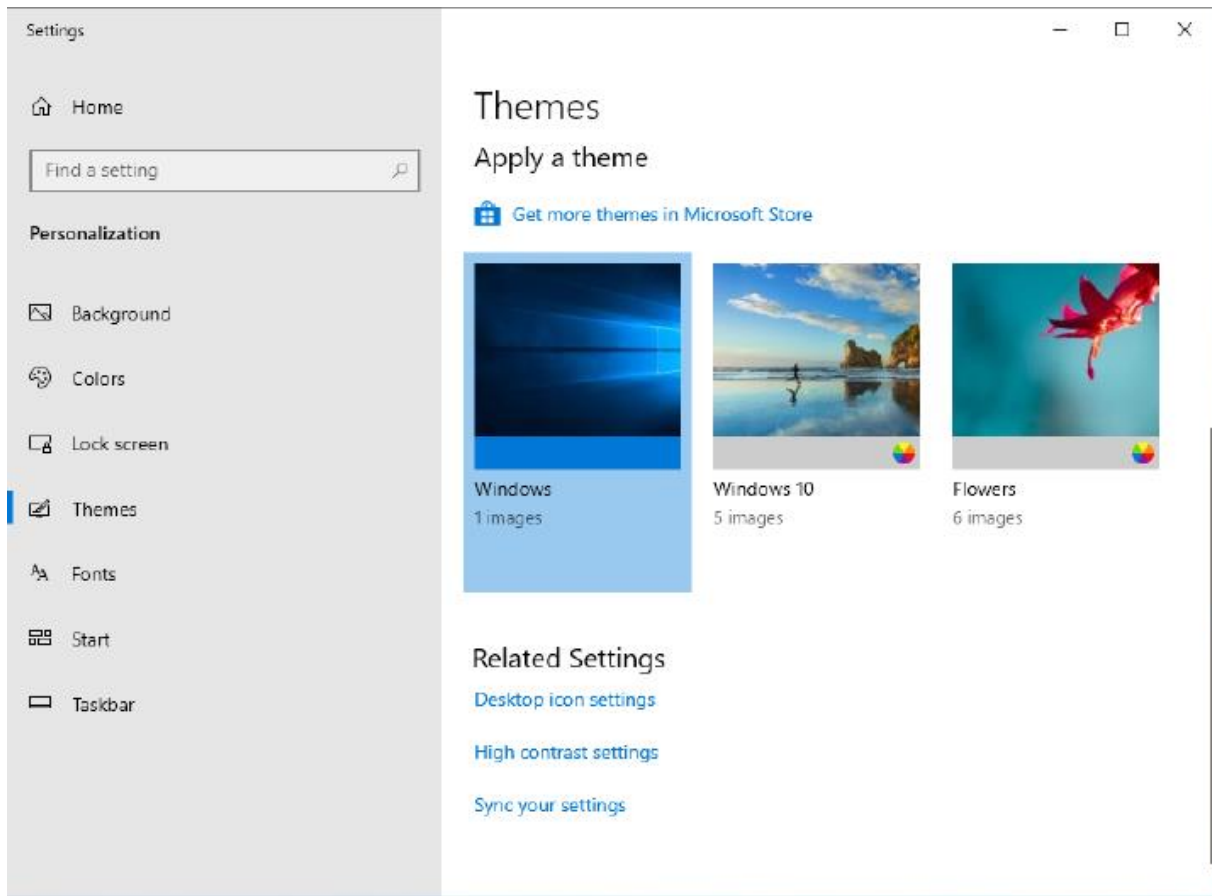 Settings
Home
Find a setting
Personalization
Background
Colors
Lock screen
Themes
Fonts
Start
Taskbar
Themes
Apply a theme
Get more themes in Microsoft Store
Windows
1 images
Windows 10
5 images
Flowers
6 images
Related Settings
Desktop icon settings
High contrast settings
Sync your settings